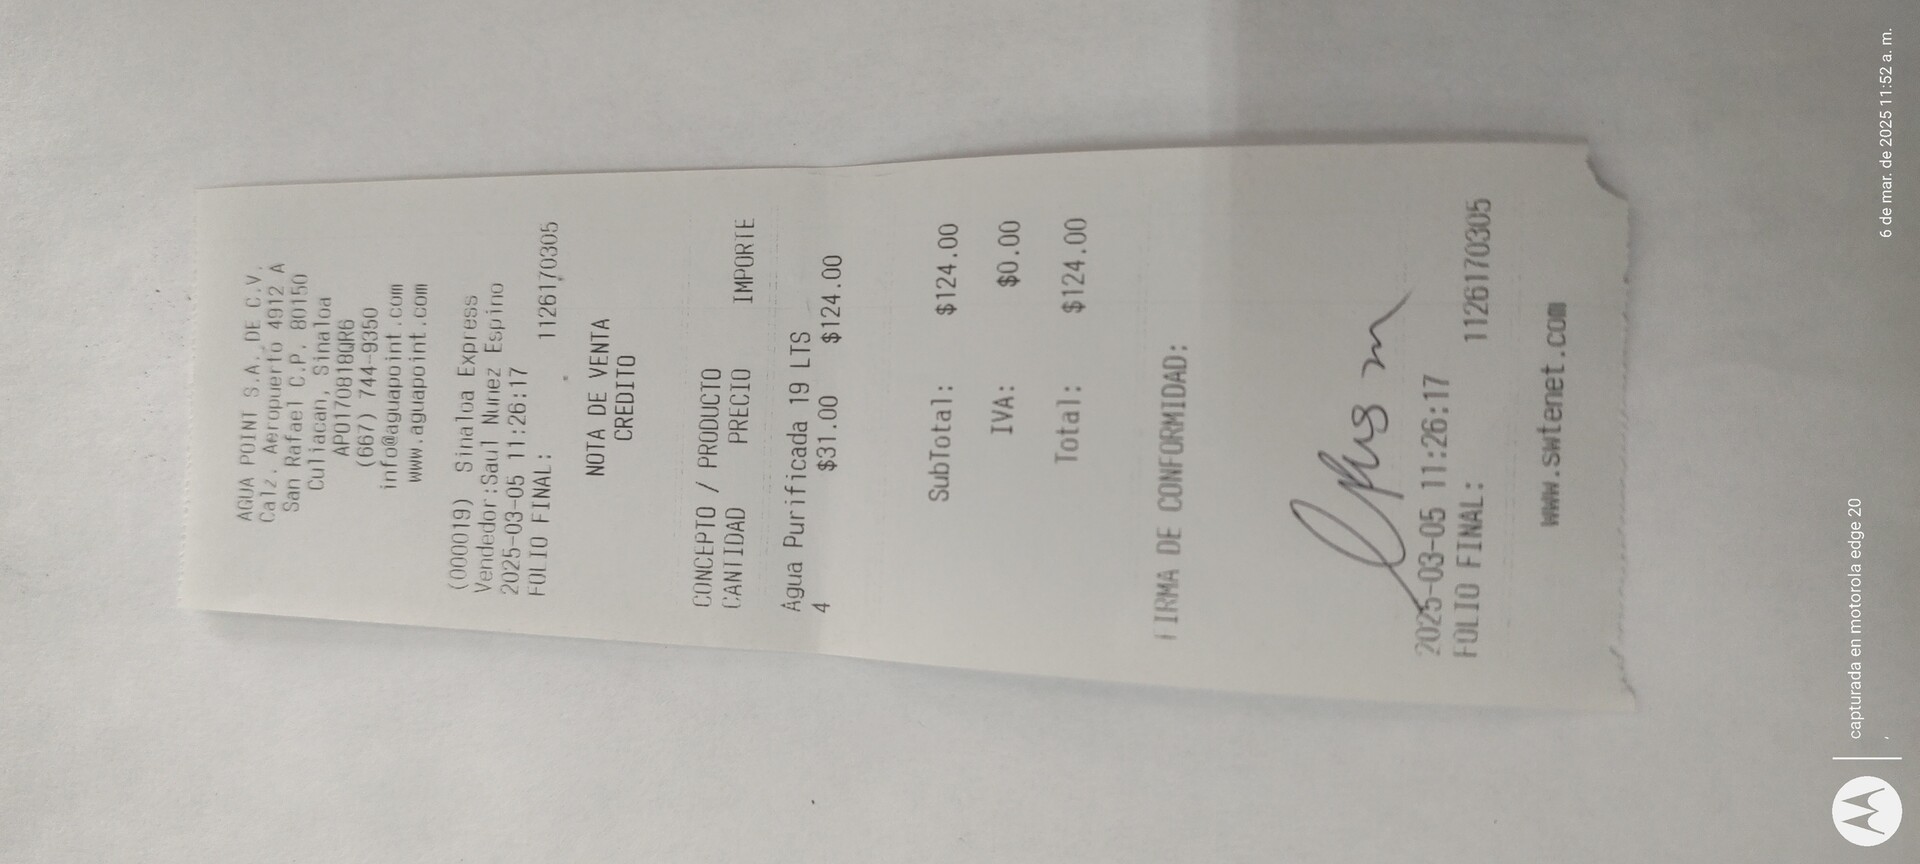 AGUA POINT S.A. DE C.V.
Calz. Aeropuerto 4912 A
San Rafael C.P. 80150
Culiacan, Sinaloa
APO170818QR6
(667) 744-9350
info@aguapoint.com
www.aguapoint.com
(000019) Sinaloa Express
Vendedor:Saul Nunez Espino
2025-03-05 11:26:17
FOLIO FINAL: 1126170305
NOTA DE VENTA
CREDITO
CONCEPTO / PRODUCTO
CANTIDAD PRECIO IMPORTE
Agua Purificada 19 LTS
4 $31.00 $124.00
SubTotal: $124.00
IVA: $0.00
Total: $124.00
FIRMA DE CONFORMIDAD:
2025-03-05 11:26:17
FOLIO FINAL: 1126170305
www.swtenet.com
capturada en motorola edge 20
6 de mar. de 2025 11:52 a. m.